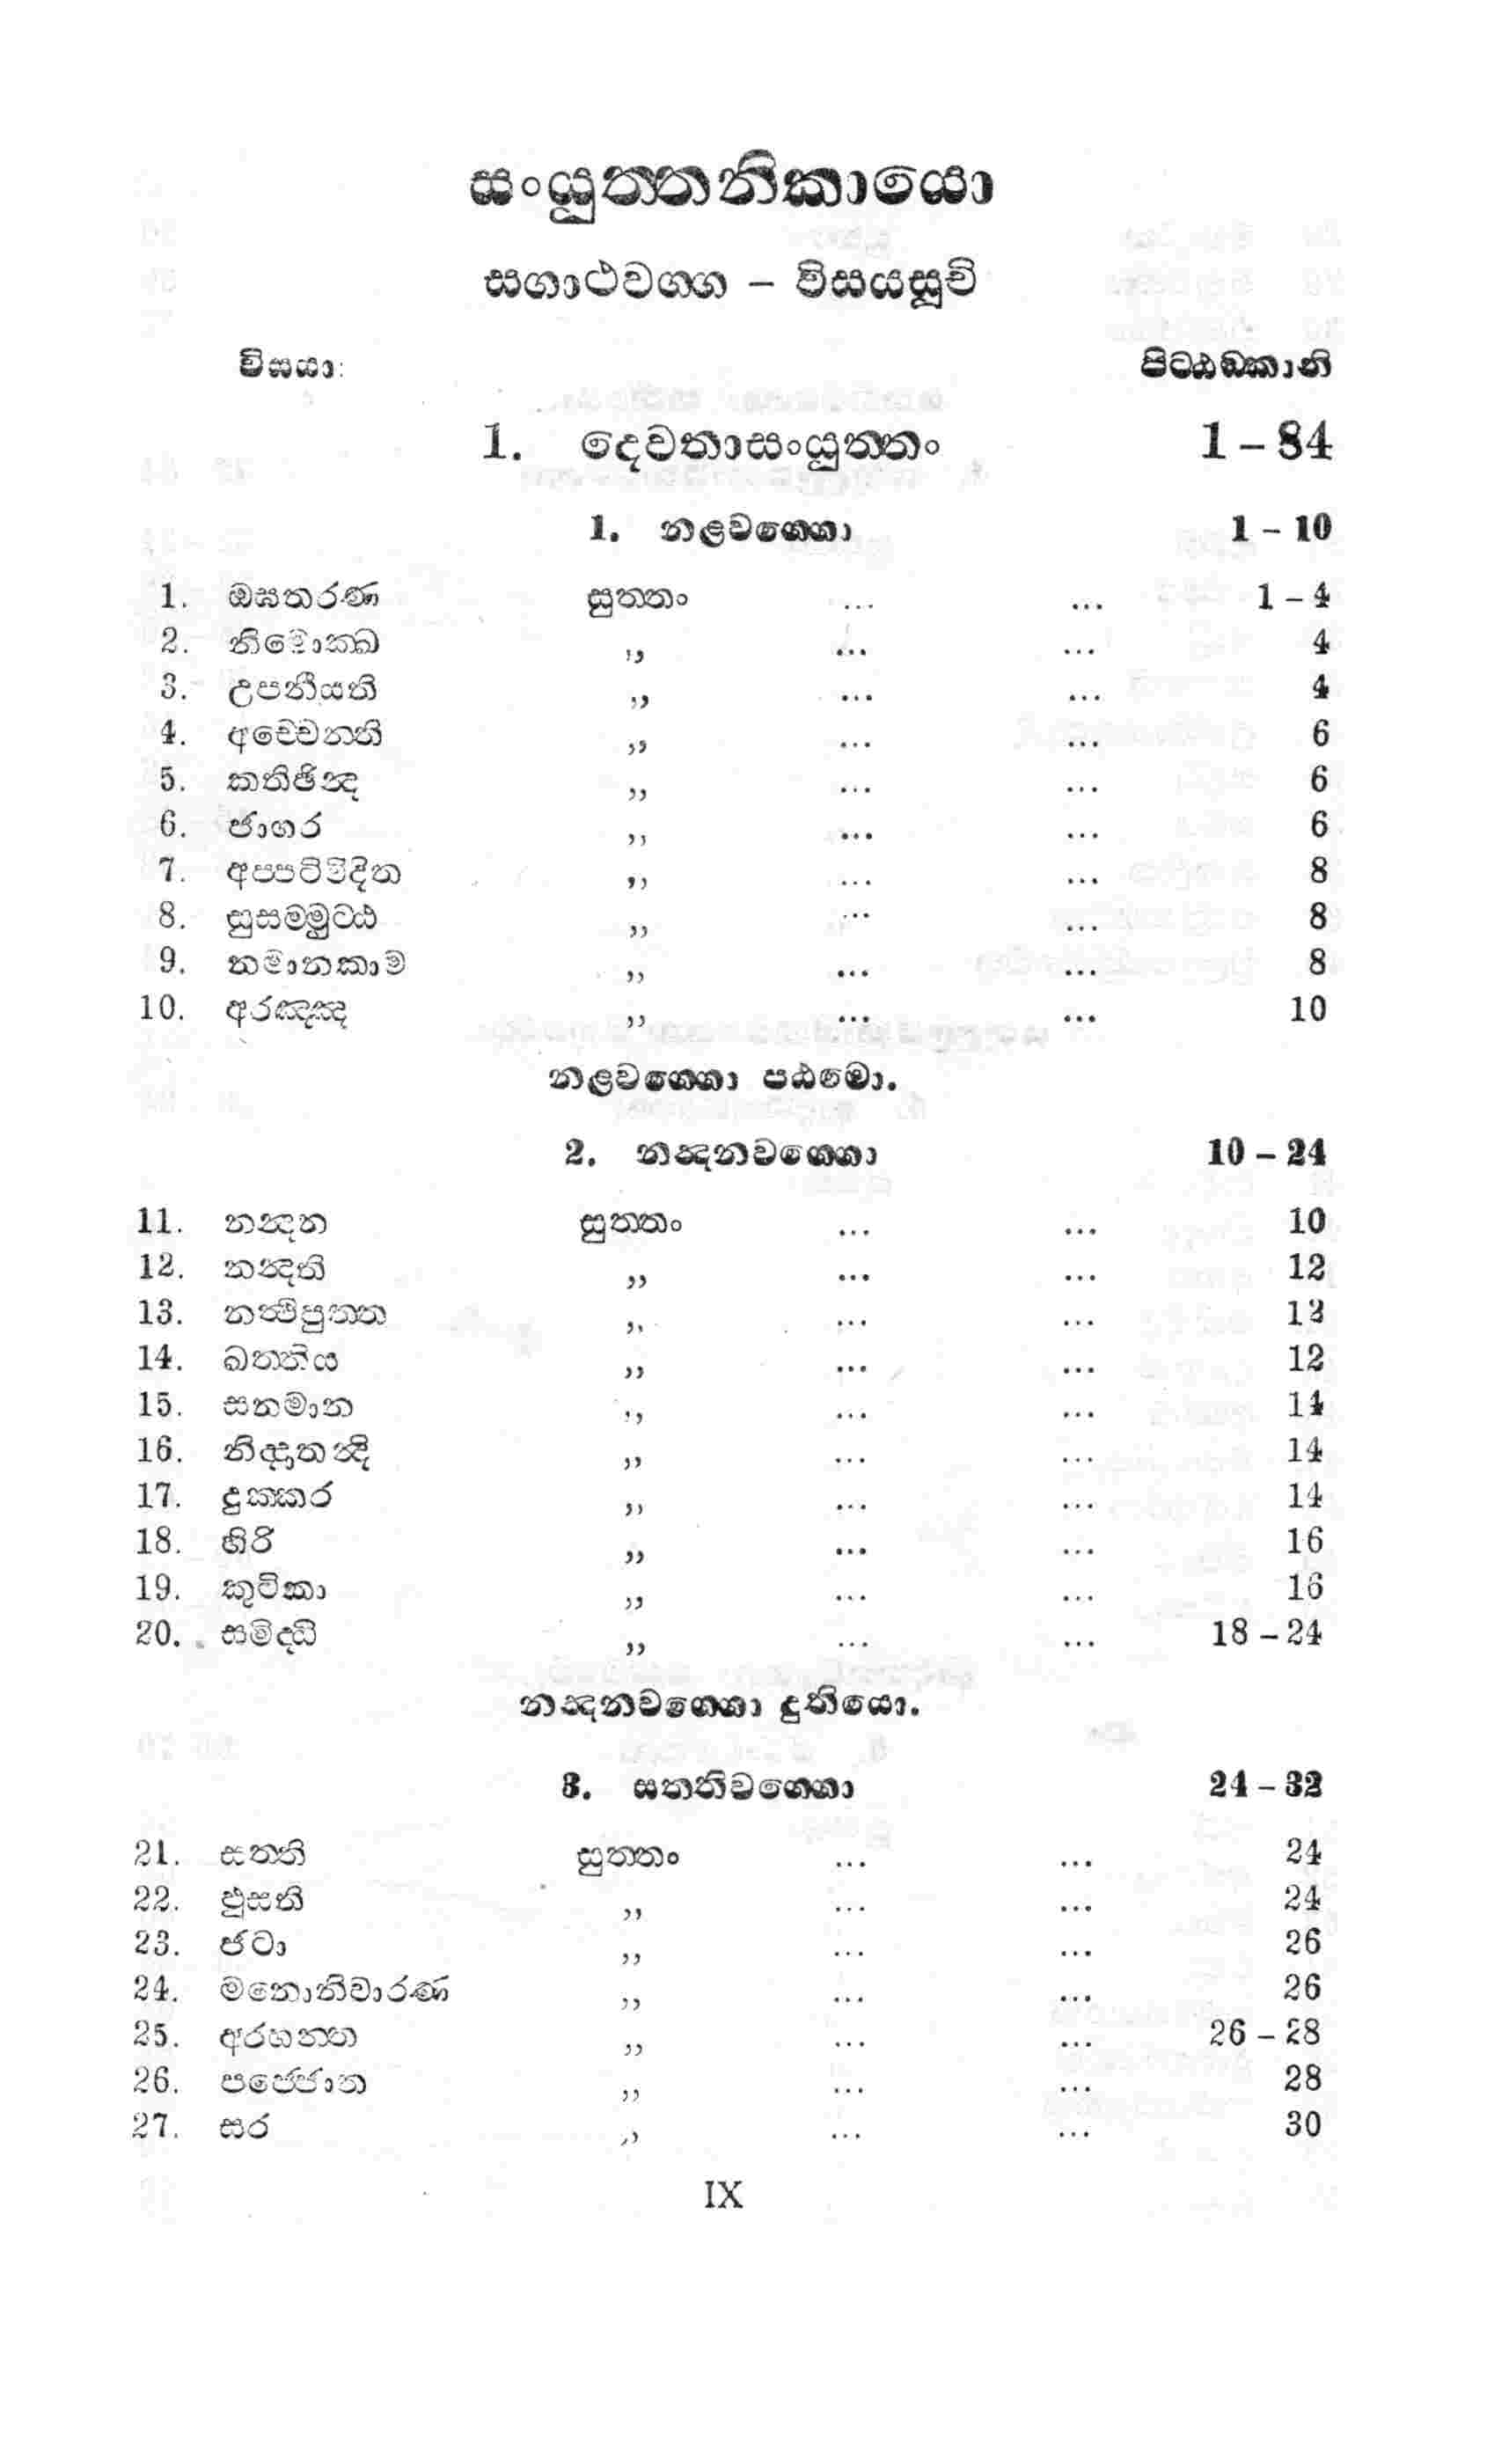 සංයුත්තනිකායො
සගාථවග්ග – විසයසූචි
විසයා: පිට්ඨඞ්කානි
1. දෙවතාසංයුත්තං 1 – 84
1. නළවග්ගො 1 – 10
1. ඔඝතරණ සුත්තං ... ... 1 – 4
2. නිමොක්ඛ ,, ... ... 4
3. උපනීයති ,, ... ... 4
4. අච්චෙන්ති ,, ... ... 6
5. කතිඡින්ද ,, ... ... 6
6. ජාගර ,, ... ... 6
7. අප්පටිවිදිත ,, ... ... 8
8. සුසම්මුට්ඨ ,, ... ... 8
9. නමානකාම ,, ... ... 8
10. අරඤ්ඤ ,, ... ... 10
නළවග්ගො පඨමො.
2. නන්දනවග්ගො 10 – 24
11. නන්දන සුත්තං ... ... 10
12. නන්දති ,, ... ... 12
13. නත්ථිපුත්ත ,, ... ... 12
14. ඛත්තිය ,, ... ... 12
15. සනමාන ,, ... ... 14
16. නිද්දාතන්දි ,, ... ... 14
17. දුක්කර ,, ... ... 14
18. හිරි ,, ... ... 16
19. කුටිකා ,, ... ... 16
20. සමිද්ධි ,, ... ... 18 – 24
නන්දනවග්ගො දුතියො.
3. සත්තිවග්ගො 24 – 32
21. සත්ති සුත්තං ... ... 24
22. ඵුසති ,, ... ... 24
23. ජටා ,, ... ... 26
24. මනොනිවාරණ ,, ... ... 26
25. අරහන්ත ,, ... ... 26 – 28
26. පජ්ජොත ,, ... ... 28
27. සර ,, ... ... 30
IX